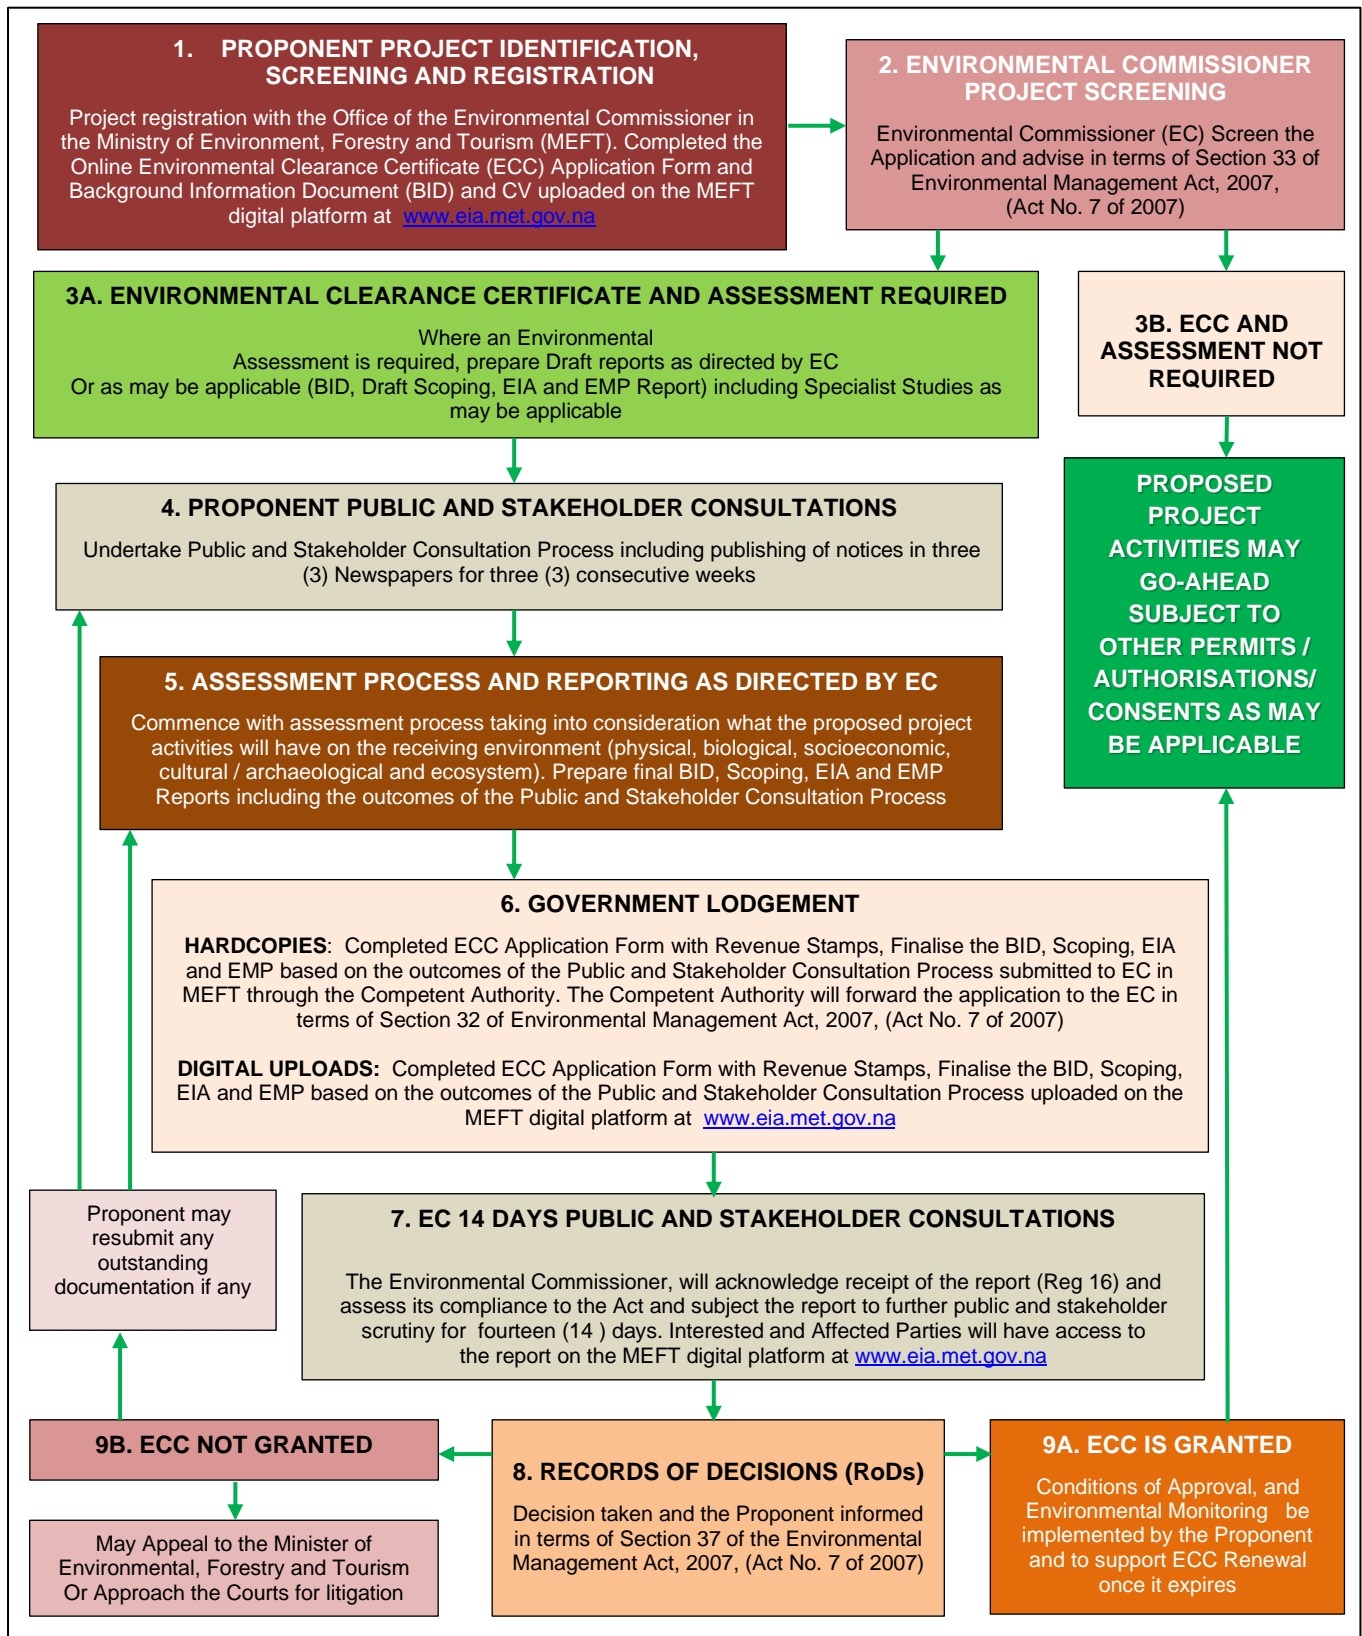 1. PROPONENT PROJECT IDENTIFICATION,
SCREENING AND REGISTRATION
Project registration with the Office of the Environmental Commissioner in
the Ministry of Environment, Forestry and Tourism (MEFT). Completed the
Online Environmental Clearance Certificate (ECC) Application Form and
Background Information Document (BID) and CV uploaded on the MEFT
digital platform at www.eia.met.gov.na
2. ENVIRONMENTAL COMMISSIONER
PROJECT SCREENING
Environmental Commissioner (EC) Screen the
Application and advise in terms of Section 33 of
Environmental Management Act, 2007,
(Act No. 7 of 2007)
3A. ENVIRONMENTAL CLEARANCE CERTIFICATE AND ASSESSMENT REQUIRED
Where an Environmental
Assessment is required, prepare Draft reports as directed by EC
Or as may be applicable (BID, Draft Scoping, EIA and EMP Report) including Specialist Studies as
may be applicable
3B. ECC AND
ASSESSMENT NOT
REQUIRED
4. PROPONENT PUBLIC AND STAKEHOLDER CONSULTATIONS
Undertake Public and Stakeholder Consultation Process including publishing of notices in three
(3) Newspapers for three (3) consecutive weeks
PROPOSED
PROJECT
ACTIVITIES MAY
GO-AHEAD
SUBJECT TO
OTHER PERMITS /
AUTHORISATIONS/
CONSENTS AS MAY
BE APPLICABLE
5. ASSESSMENT PROCESS AND REPORTING AS DIRECTED BY EC
Commence with assessment process taking into consideration what the proposed project
activities will have on the receiving environment (physical, biological, socioeconomic,
cultural / archaeological and ecosystem). Prepare final BID, Scoping, EIA and EMP
Reports including the outcomes of the Public and Stakeholder Consultation Process
6. GOVERNMENT LODGEMENT
HARDCOPIES: Completed ECC Application Form with Revenue Stamps, Finalise the BID, Scoping, EIA
and EMP based on the outcomes of the Public and Stakeholder Consultation Process submitted to EC in
MEFT through the Competent Authority. The Competent Authority will forward the application to the EC in
terms of Section 32 of Environmental Management Act, 2007, (Act No. 7 of 2007)
DIGITAL UPLOADS: Completed ECC Application Form with Revenue Stamps, Finalise the BID, Scoping,
EIA and EMP based on the outcomes of the Public and Stakeholder Consultation Process uploaded on the
MEFT digital platform at www.eia.met.gov.na
Proponent may
resubmit any
outstanding
documentation if any
7. EC 14 DAYS PUBLIC AND STAKEHOLDER CONSULTATIONS
The Environmental Commissioner, will acknowledge receipt of the report (Reg 16) and
assess its compliance to the Act and subject the report to further public and stakeholder
scrutiny for fourteen (14 ) days. Interested and Affected Parties will have access to
the report on the MEFT digital platform at www.eia.met.gov.na
9B. ECC NOT GRANTED
May Appeal to the Minister of
Environmental, Forestry and Tourism
Or Approach the Courts for litigation
8. RECORDS OF DECISIONS (RoDs)
Decision taken and the Proponent informed
in terms of Section 37 of the Environmental
Management Act, 2007, (Act No. 7 of 2007)
9A. ECC IS GRANTED
Conditions of Approval, and
Environmental Monitoring be
implemented by the Proponent
and to support ECC Renewal
once it expires